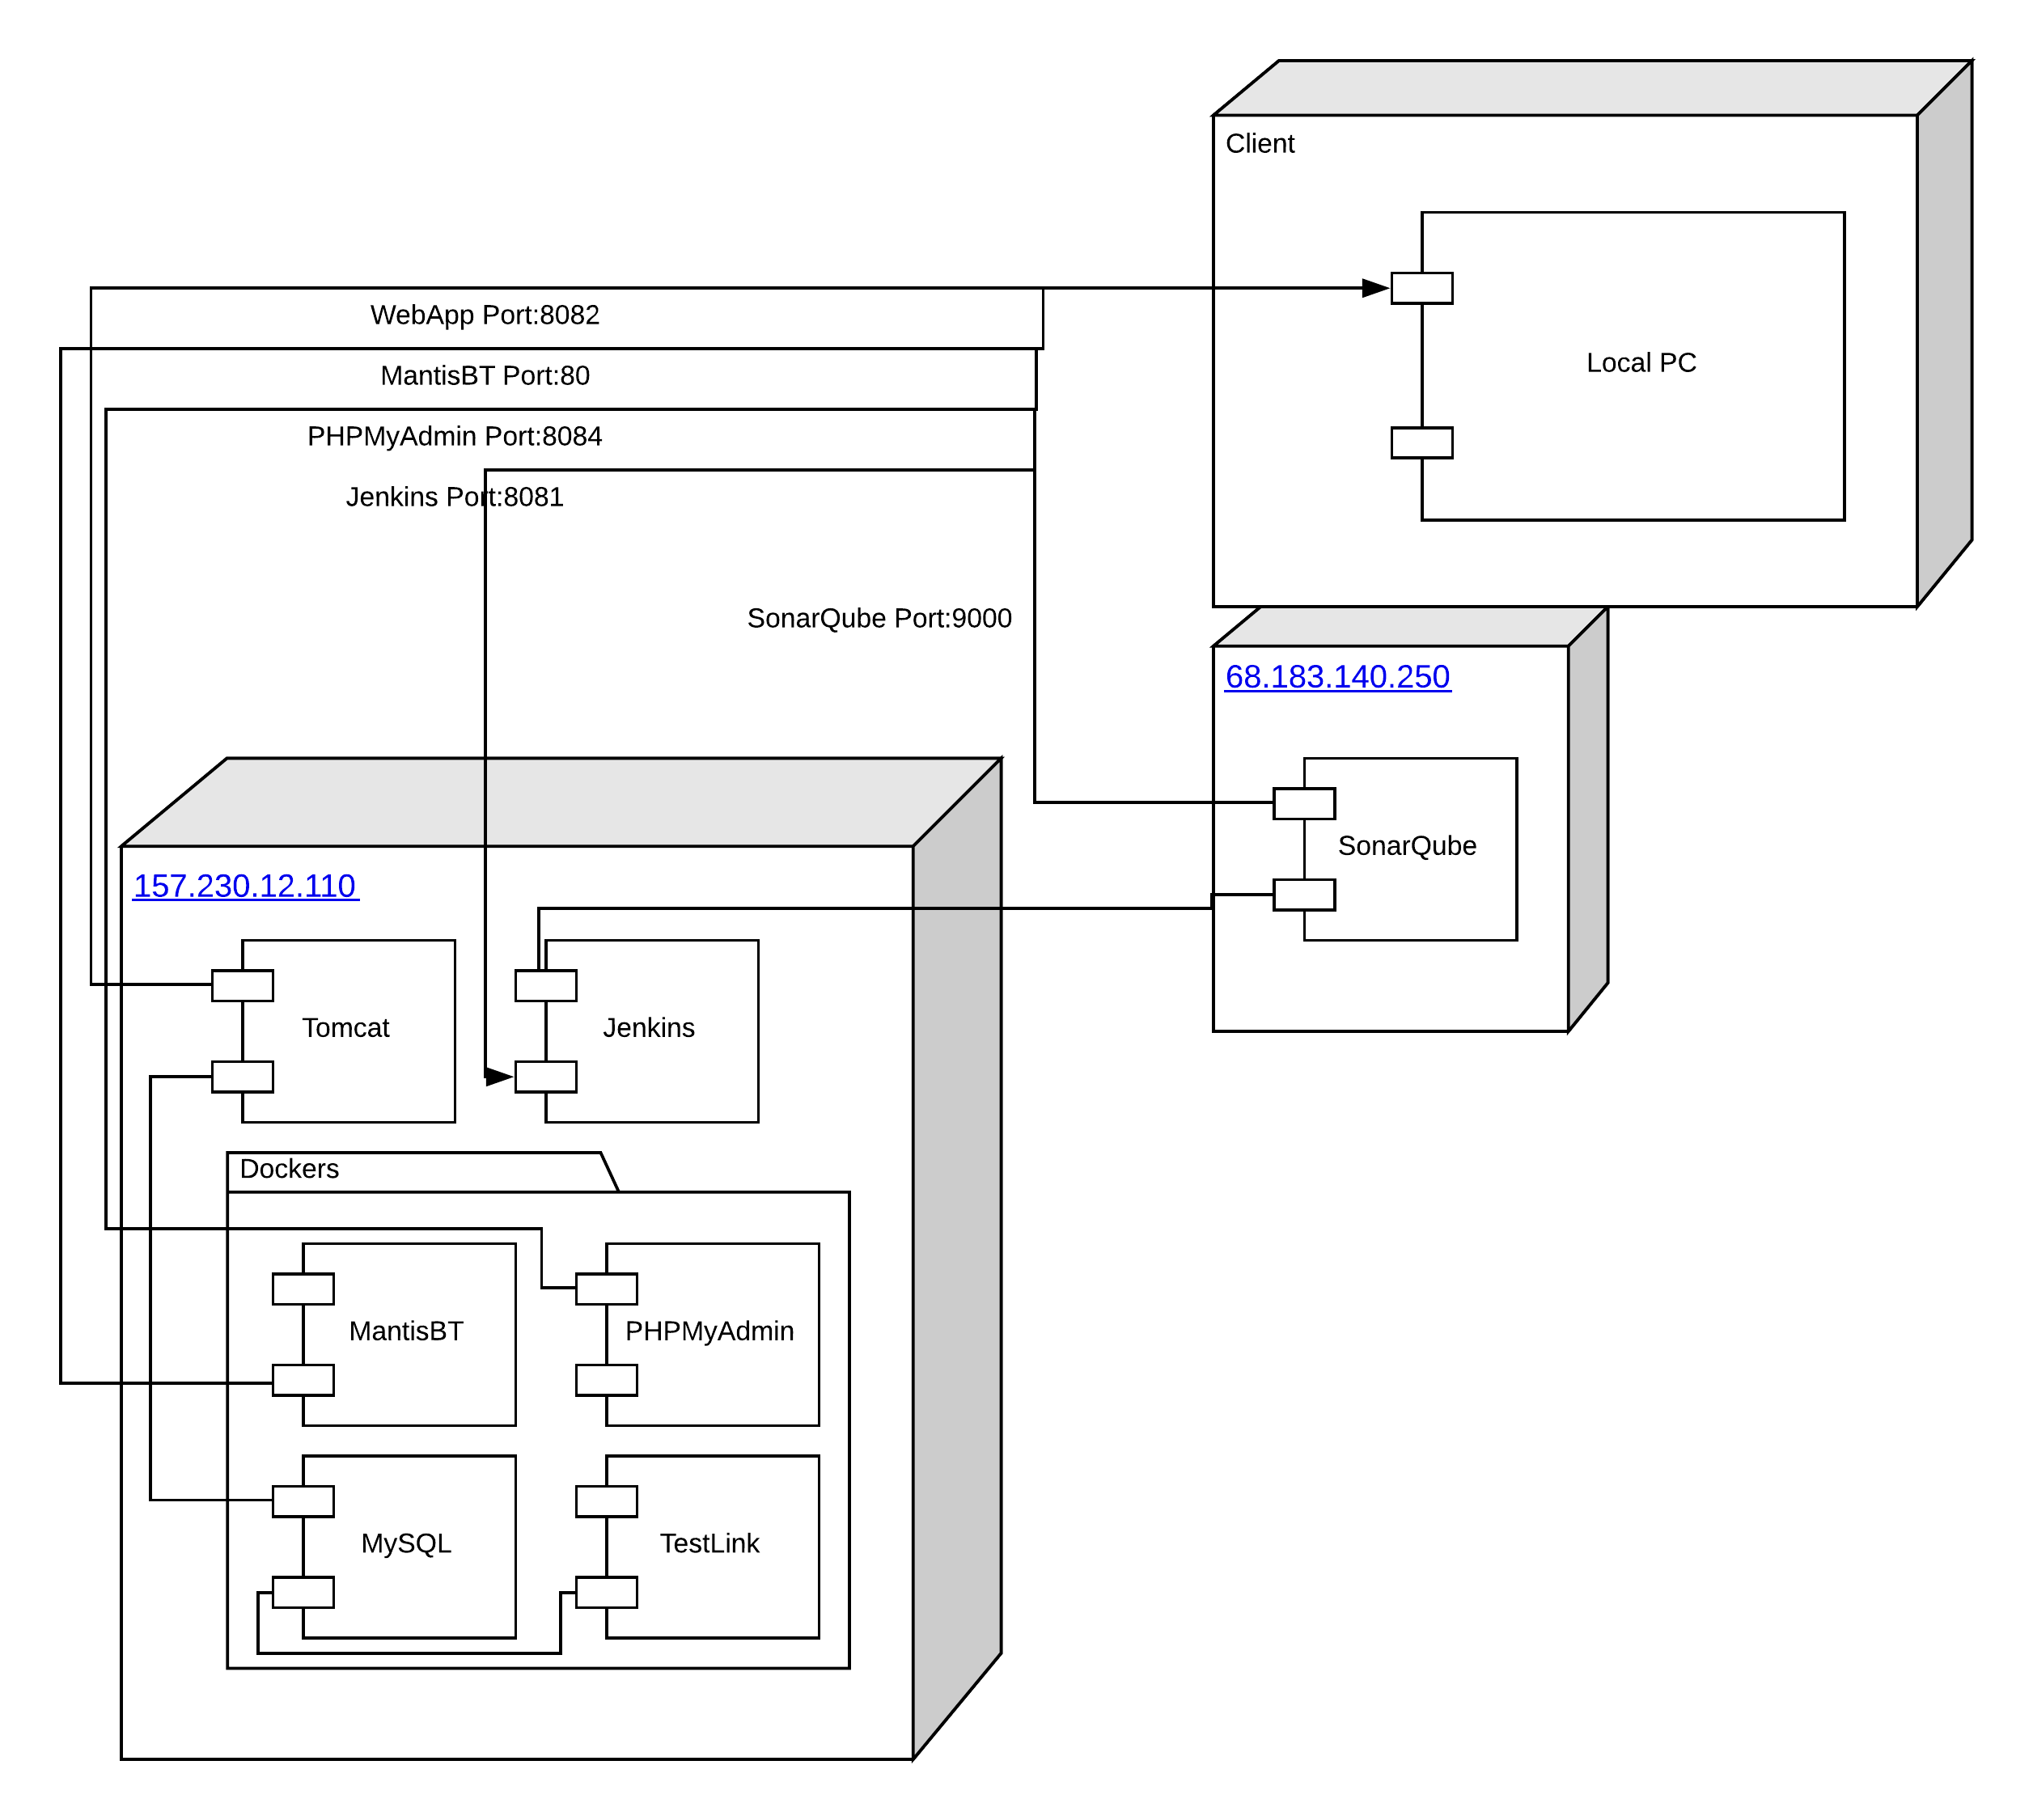 Client
WebApp Port:8082
Local PC
MantisBT Port:80
PHPMyAdmin Port:8084
Jenkins Port:8081
SonarQube Port:9000
68.183.140.250
SonarQube
157.230.12.110
Tomcat
Jenkins
Dockers
MantisBT
PHPMyAdmin
MySQL
TestLink